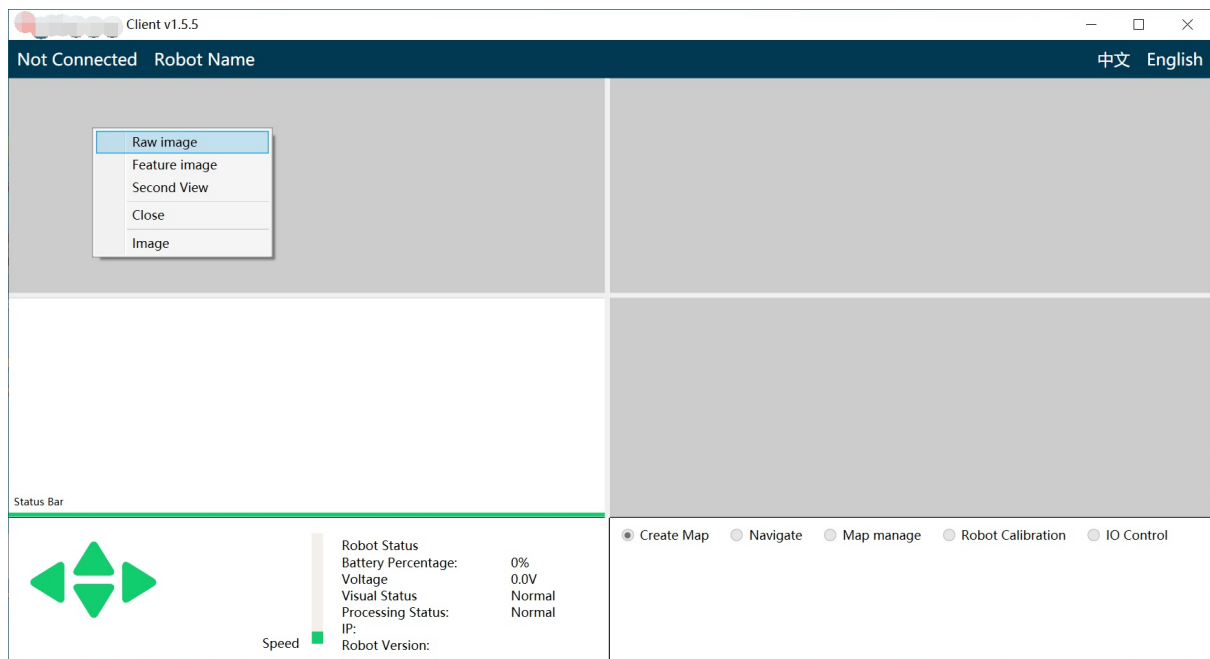 Client v1.5.5
Not Connected Robot Name 中文 English
Raw image
Feature image
Second View
Close
Image
Status Bar
Create Map Navigate Map manage Robot Calibration IO Control
Robot Status
Battery Percentage: 0%
Voltage 0.0V
Visual Status Normal
Processing Status: Normal
IP:
Speed Robot Version: